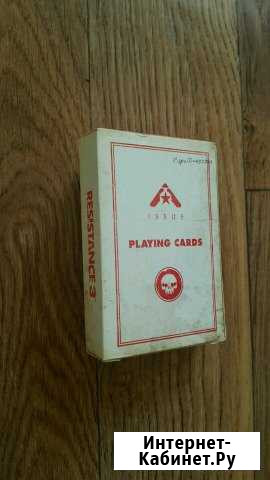 ISSUE
PLAYING CARDS
RESISTANCE 3
Интернет-
Кабинет.Ру